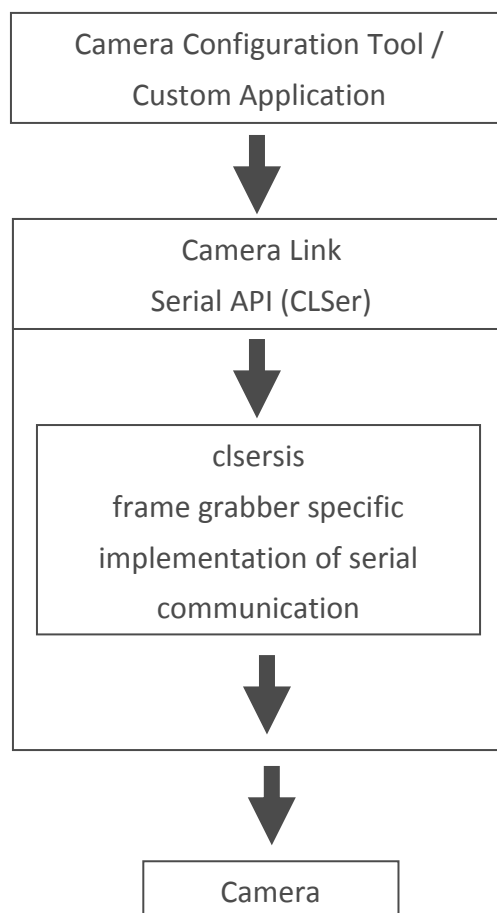 Camera Configuration Tool /
Custom Application
Camera Link
Serial API (CLSer)
clsersis
frame grabber specific
implementation of serial
communication
Camera